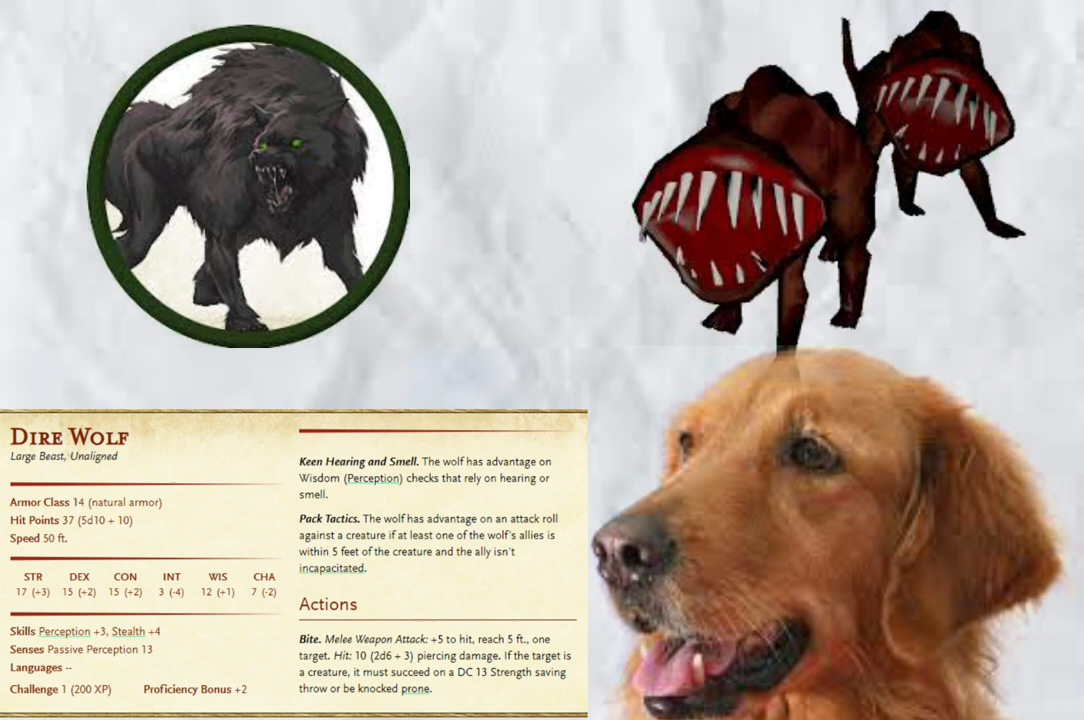 DIRE WOLF
Large Beast, Unaligned
Armor Class 14 (natural armor)
Hit Points 37 (5d10 + 10)
Speed 50 ft.
STR DEX CON INT WIS CHA
17 (+3) 15 (+2) 15 (+2) 3 (-4) 12 (+1) 7 (-2)
Skills Perception +3, Stealth +4
Senses Passive Perception 13
Languages --
Challenge 1 (200 XP) Proficiency Bonus +2
Keen Hearing and Smell. The wolf has advantage on
Wisdom (Perception) checks that rely on hearing or
smell.
Pack Tactics. The wolf has advantage on an attack roll
against a creature if at least one of the wolf's allies is
within 5 feet of the creature and the ally isn't
incapacitated.
Actions
Bite. Melee Weapon Attack: +5 to hit, reach 5 ft., one
target. Hit: 10 (2d6 + 3) piercing damage. If the target is
a creature, it must succeed on a DC 13 Strength saving
throw or be knocked prone.